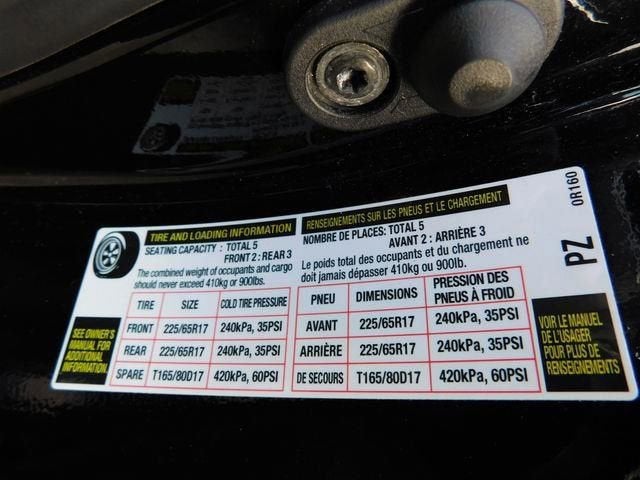 TIRE AND LOADING INFORMATION
SEATING CAPACITY : TOTAL 5
FRONT 2 : REAR 3
The combined weight of occupants and cargo
should never exceed 410kg or 900lbs.
TIRE SIZE COLD TIRE PRESSURE
FRONT 225/65R17 240kPa, 35PSI
REAR 225/65R17 240kPa, 35PSI
SPARE T165/80D17 420kPa, 60PSI
SEE OWNER'S
MANUAL FOR
ADDITIONAL
INFORMATION.
RENSEIGNEMENTS SUR LES PNEUS ET LE CHARGEMENT
NOMBRE DE PLACES: TOTAL 5
AVANT 2 : ARRIÈRE 3
Le poids total des occupants et du chargement ne
doit jamais dépasser 410kg ou 900lb.
PNEU DIMENSIONS PRESSION DES
PNEUS À FROID
AVANT 225/65R17 240kPa, 35PSI
ARRIÈRE 225/65R17 240kPa, 35PSI
DE SECOURS T165/80D17 420kPa, 60PSI
VOIR LE MANUEL
DE L'USAGER
POUR PLUS DE
RENSEIGNEMENTS
PZ
0R160